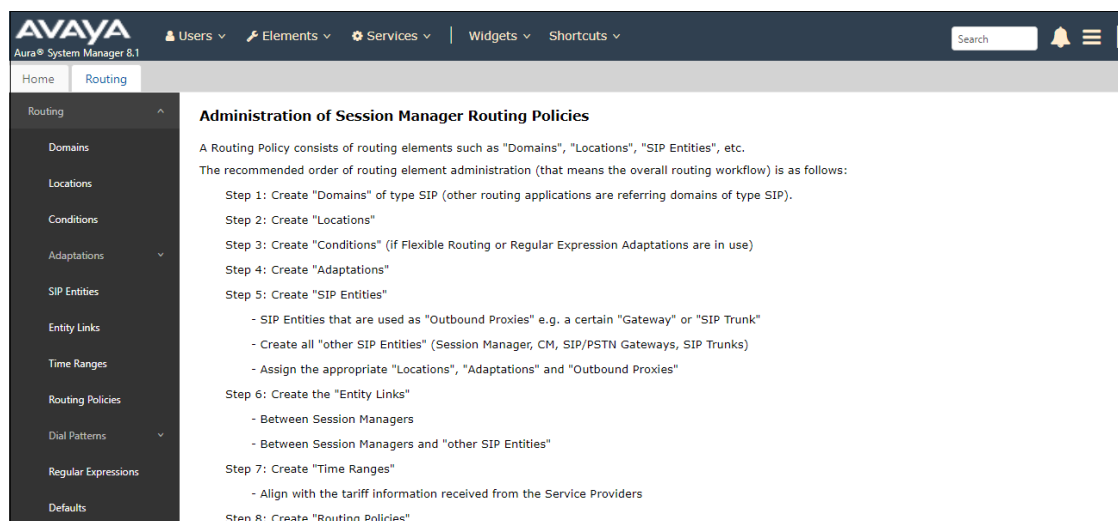 AVAYA
Aura® System Manager 8.1
Users Elements Services | Widgets Shortcuts
Search
Home Routing
Routing
Domains
Locations
Conditions
Adaptations
SIP Entities
Entity Links
Time Ranges
Routing Policies
Dial Patterns
Regular Expressions
Defaults
Administration of Session Manager Routing Policies
A Routing Policy consists of routing elements such as "Domains", "Locations", "SIP Entities", etc.
The recommended order of routing element administration (that means the overall routing workflow) is as follows:
Step 1: Create "Domains" of type SIP (other routing applications are referring domains of type SIP).
Step 2: Create "Locations"
Step 3: Create "Conditions" (if Flexible Routing or Regular Expression Adaptations are in use)
Step 4: Create "Adaptations"
Step 5: Create "SIP Entities"
- SIP Entities that are used as "Outbound Proxies" e.g. a certain "Gateway" or "SIP Trunk"
- Create all "other SIP Entities" (Session Manager, CM, SIP/PSTN Gateways, SIP Trunks)
- Assign the appropriate "Locations", "Adaptations" and "Outbound Proxies"
Step 6: Create the "Entity Links"
- Between Session Managers
- Between Session Managers and "other SIP Entities"
Step 7: Create "Time Ranges"
- Align with the tariff information received from the Service Providers
Step 8: Create "Routing Policies"